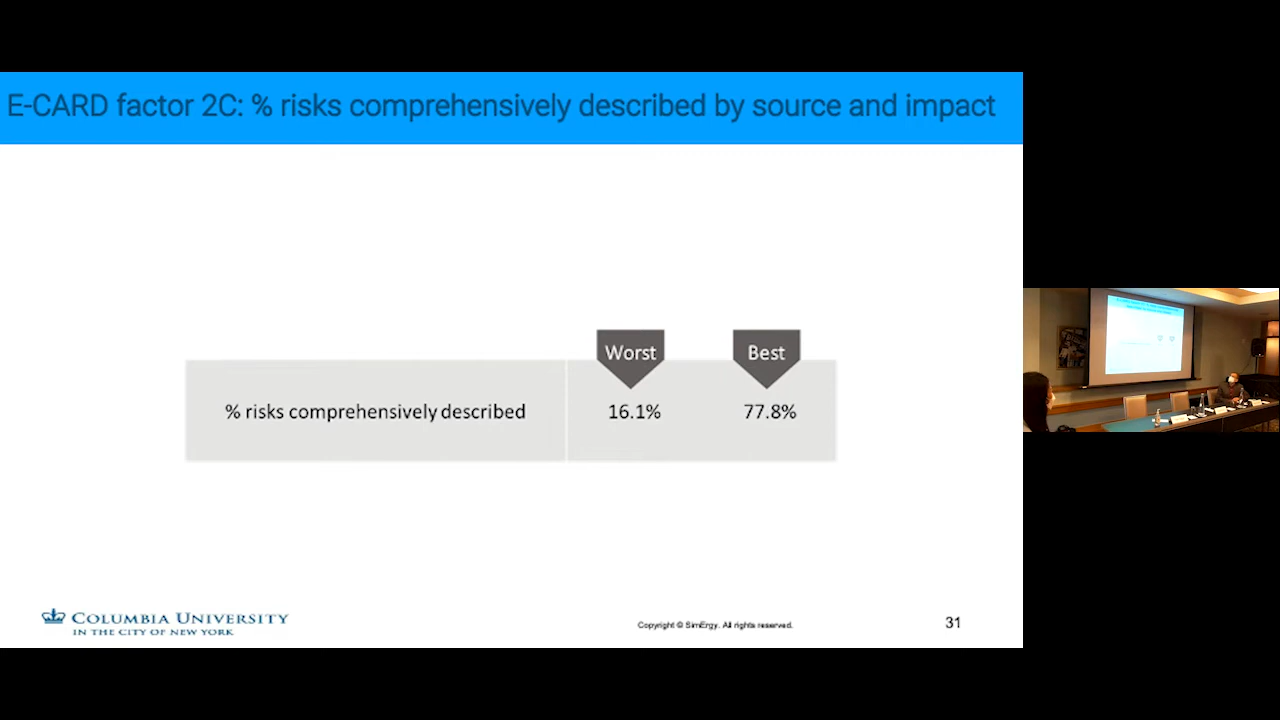 E-CARD factor 2C: % risks comprehensively described by source and impact
Worst
Best
% risks comprehensively described
16.1%
77.8%
COLUMBIA UNIVERSITY
IN THE CITY OF NEW YORK
Copyright © SimErgy. All rights reserved.
31